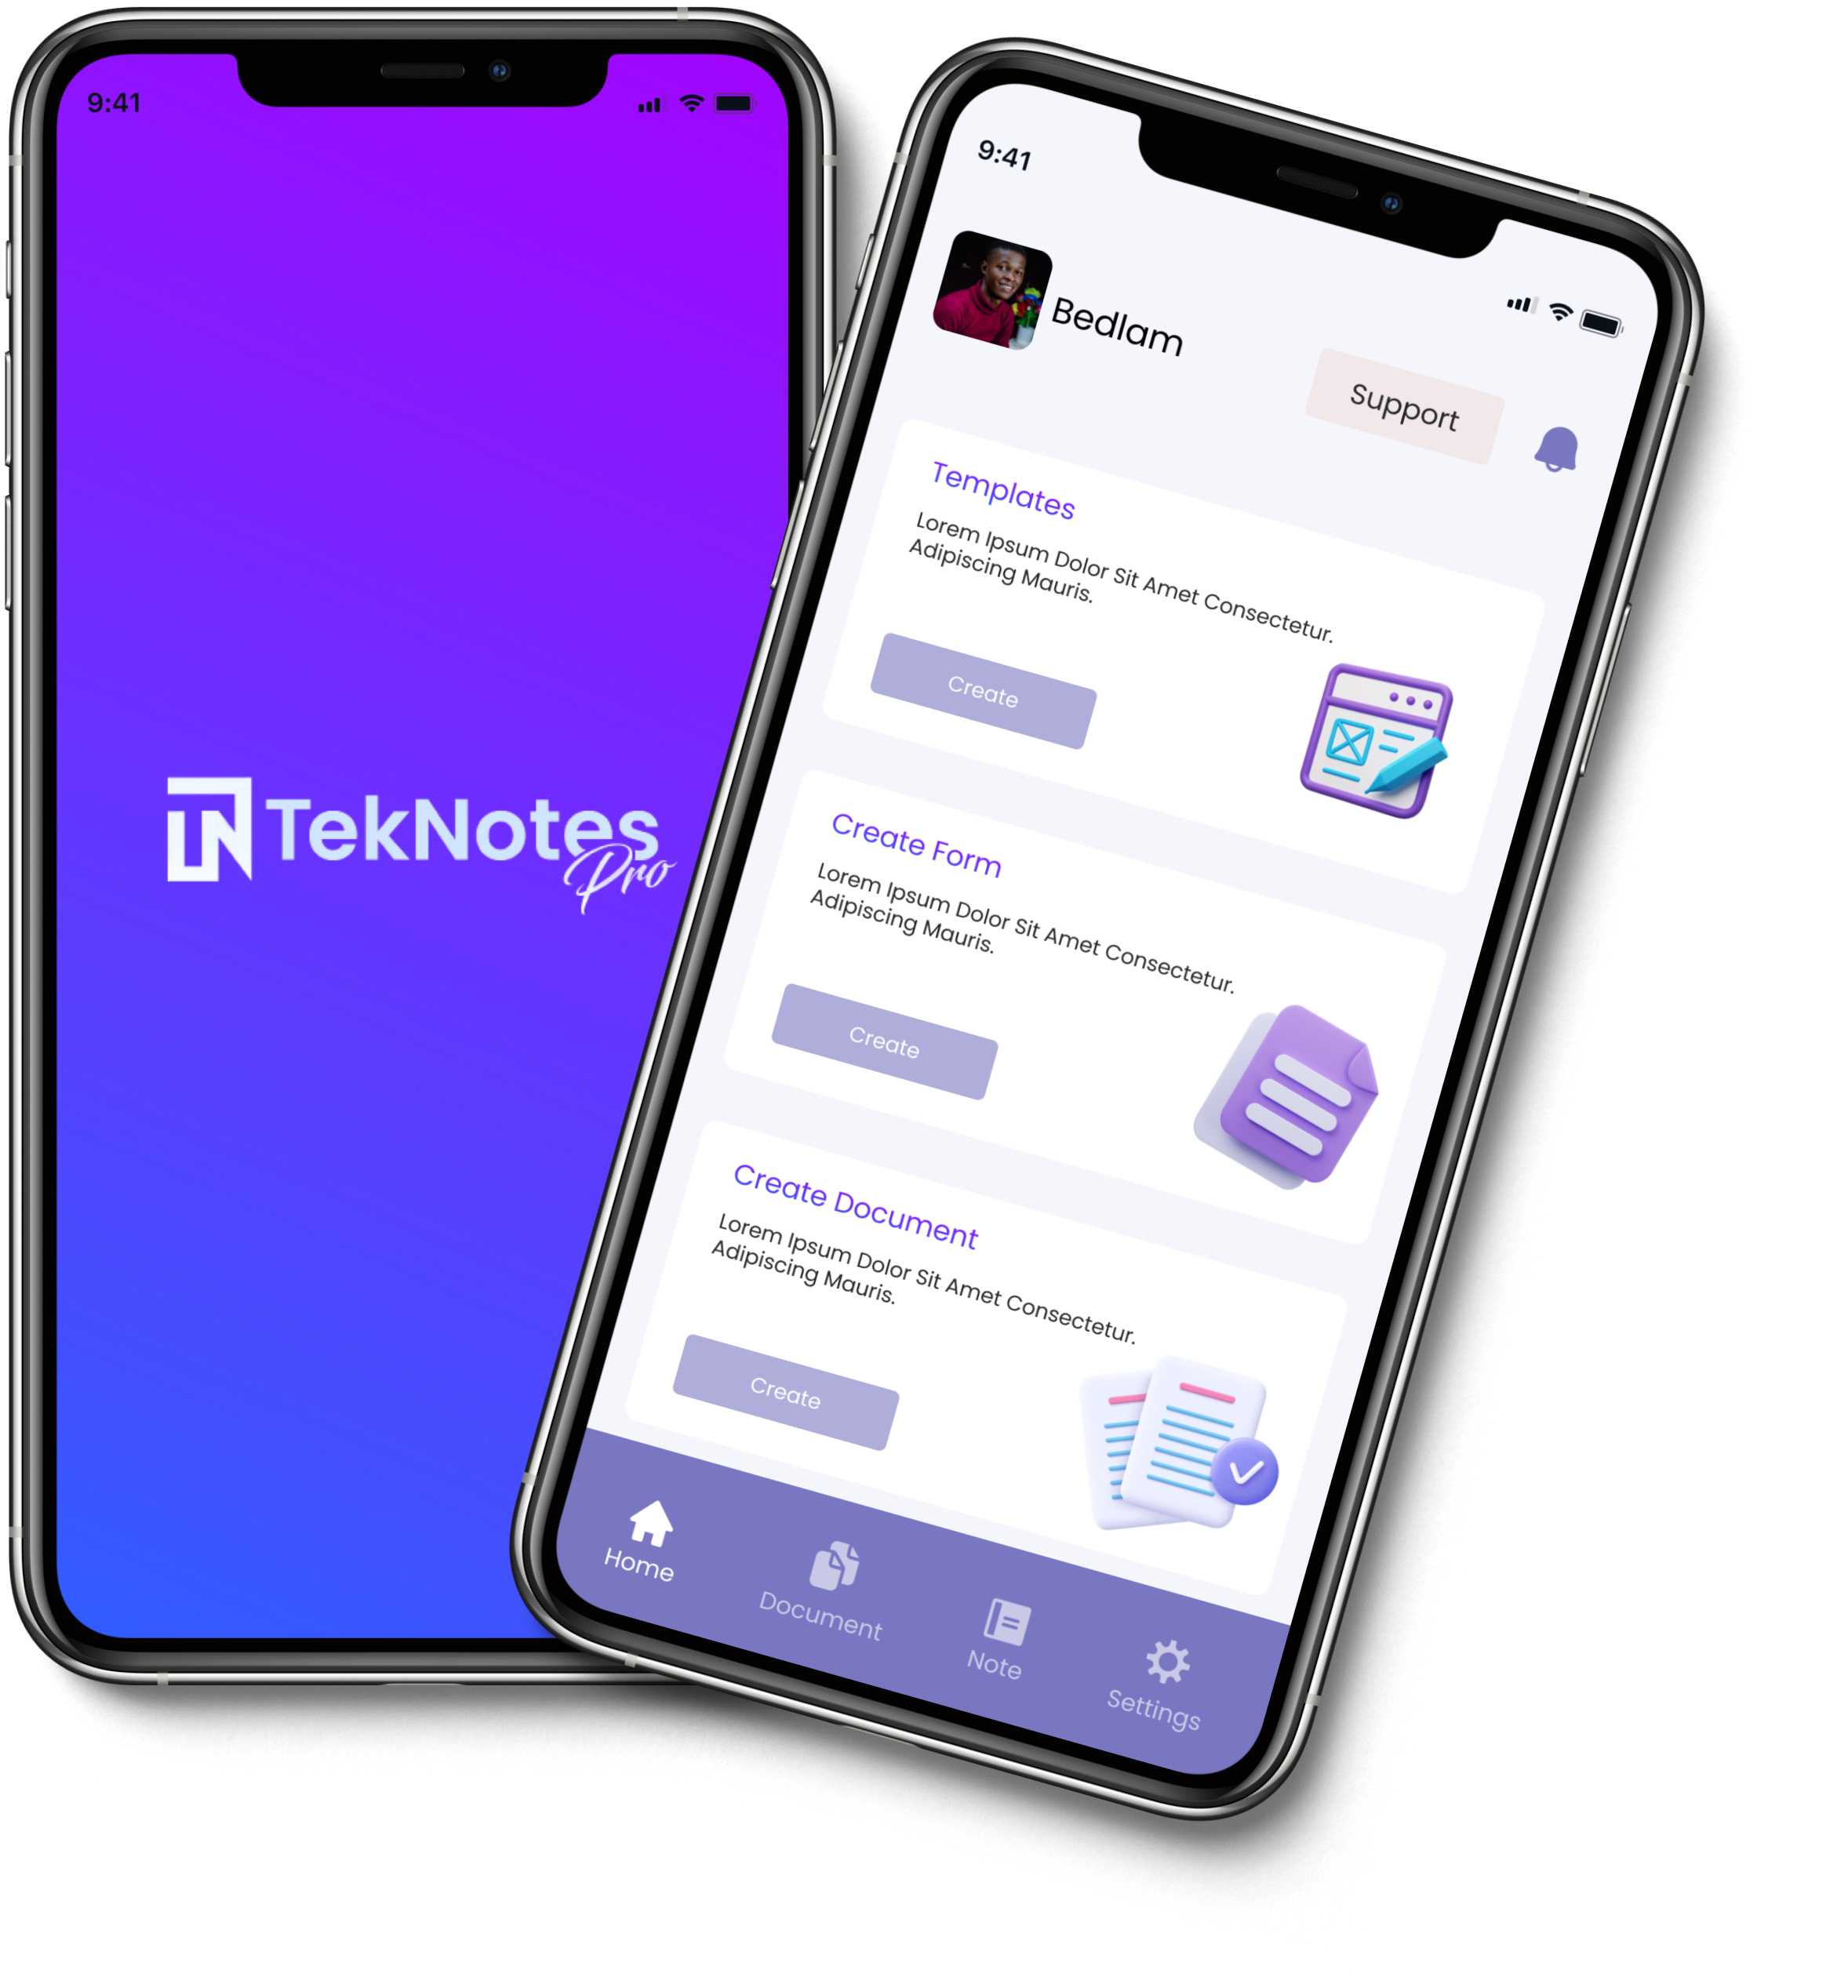 9:41
TekNotes
Pro
9:41
Bedlam
Support
Templates
Lorem Ipsum Dolor Sit Amet Consectetur.
Adipiscing Mauris.
Create
Create Form
Lorem Ipsum Dolor Sit Amet Consectetur.
Adipiscing Mauris.
Create
Create Document
Lorem Ipsum Dolor Sit Amet Consectetur.
Adipiscing Mauris.
Create
Home
Document
Note
Settings